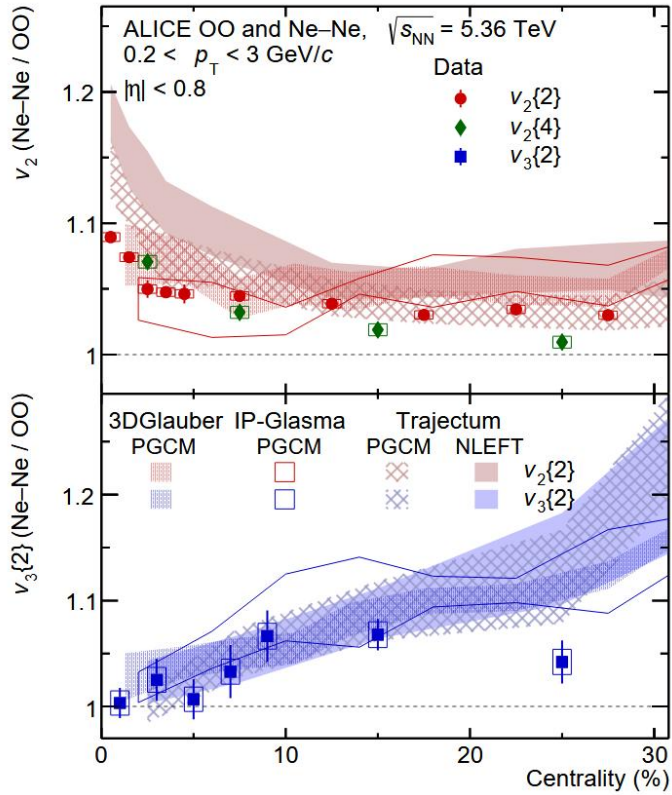 ALICE OO and Ne–Ne, √sNN = 5.36 TeV
0.2 < pT < 3 GeV/c
|η| < 0.8
Data
v2{2}
v2{4}
v3{2}
v2 (Ne–Ne / OO)
1.2
1.1
1
3DGlauber IP-Glasma Trajectum
PGCM PGCM PGCM NLEFT
v2{2}
v3{2}
v3{2} (Ne–Ne / OO)
1.2
1.1
1
0 10 20 30
Centrality (%)